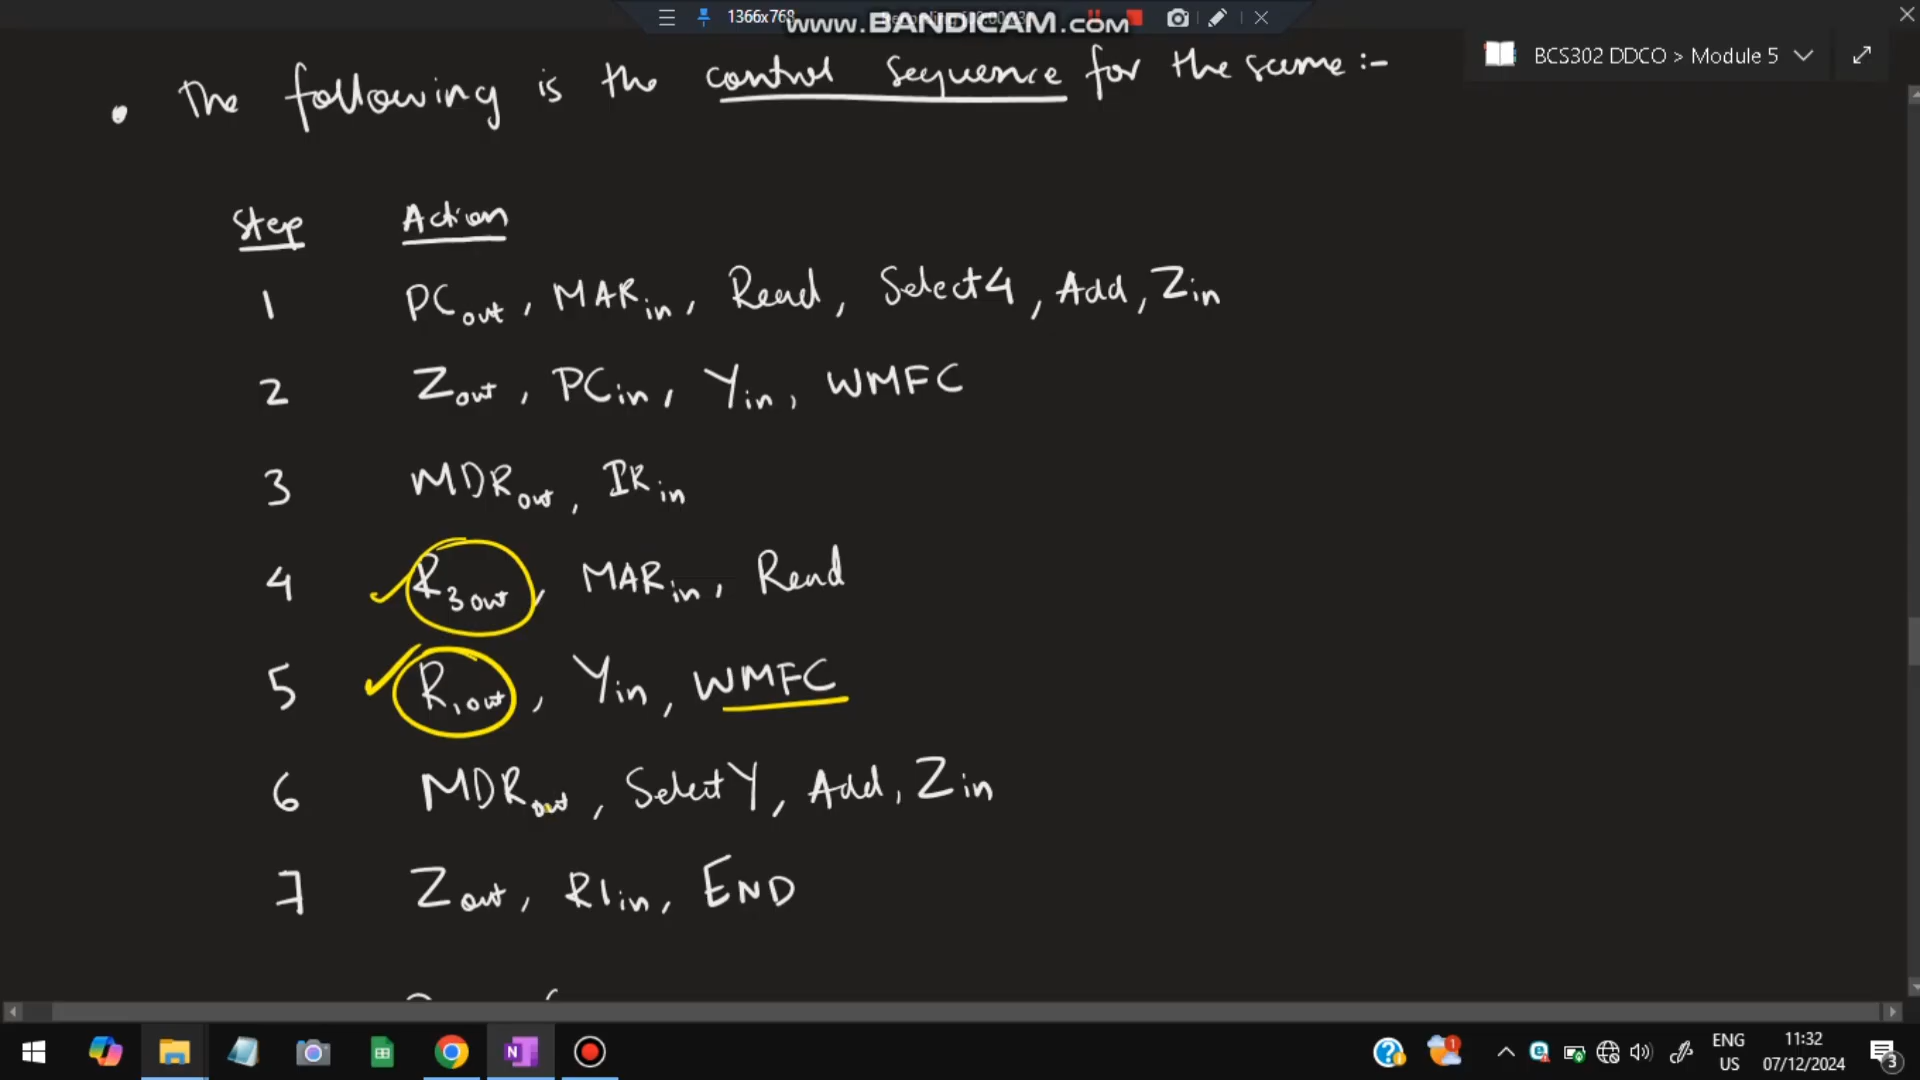 1366x768
www.BANDICAM.com
BCS302 DDCO > Module 5
• The following is the control sequence for the same :-
Step Action
1 PCout, MARin, Read, Select4, Add, Zin
2 Zout, PCin, Yin, WMFC
3 MDRout, IRin
4 R3out, MARin, Read
5 R1out, Yin, WMFC
6 MDRout, SelectY, Add, Zin
7 Zout, R1in, END
ENG
US
11:32
07/12/2024
3